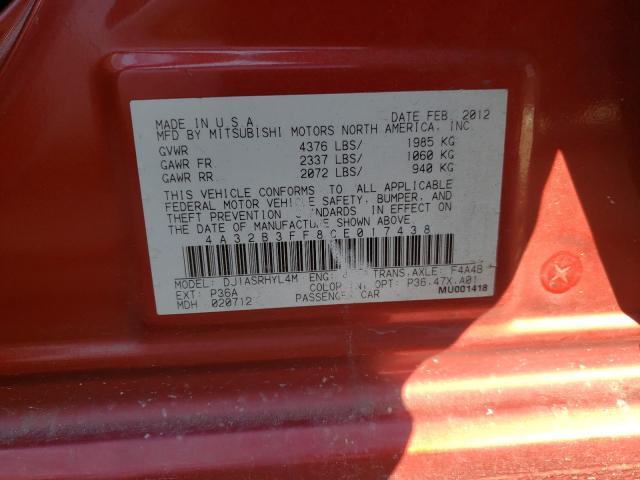 MADE IN U.S.A. DATE FEB 2012
MFD BY MITSUBISHI MOTORS NORTH AMERICA, INC.
GVWR 4376 LBS/ 1985 KG
GAWR FR 2337 LBS/ 1060 KG
GAWR RR 2072 LBS/ 940 KG
THIS VEHICLE CONFORMS TO ALL APPLICABLE
FEDERAL MOTOR VEHICLE SAFETY, BUMPER, AND
THEFT PREVENTION STANDARDS IN EFFECT ON
THE DATE OF MANUFACTURE SHOWN ABOVE
4A32B3FF8CE017438
MODEL: DJ1ASRHYL4M ENG: TRANS.AXLE: F4A4B
EXT: P36A COLOR OPT: P36.47X.A01
MDH 020712 PASSENGER CAR MU001418